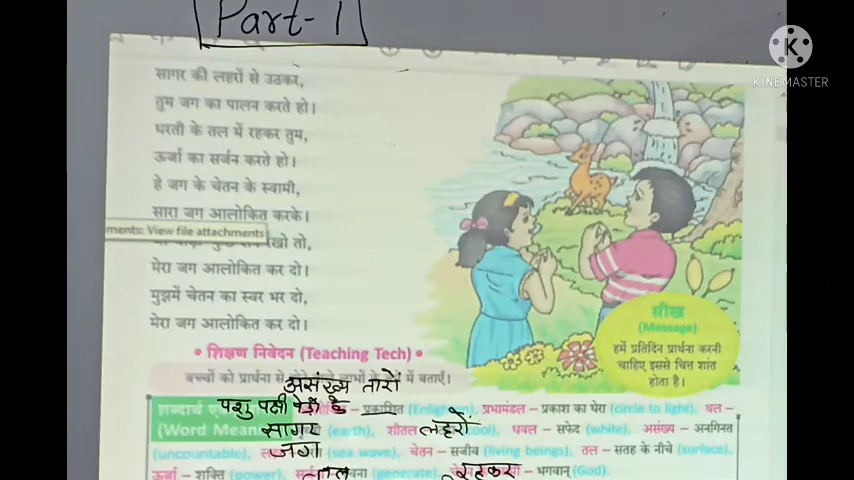 Part-1
KINEMASTER
सागर की लहरों से उठकर,
तुम जग का पालन करते हो।
धरती के तल में रहकर तुम,
ऊर्जा का सर्जन करते हो।
हे जग के चेतन के स्वामी,
सारा जग आलोकित करके।
ments: View file attachments
तो,
मेरा जग आलोकित कर दो।
मुझमें चेतन का स्वर भर दो,
मेरा जग आलोकित कर दो।
सीख
(Message)
हमें प्रतिदिन प्रार्थना करनी
चाहिए इससे चित्त शांत
होता है।
• शिक्षण निवेदन (Teaching Tech) •
बच्चों को प्रार्थना से लाभों में बताएँ।
असंख्य तारों
पशु पक्षी पेड़ों के
शब्दार्थ – प्रकाशित प्रभामंडल – प्रकाश का घेरा (circle to light),
(Word Mean (earth), शीतल धवल – सफेद (white), असंख्य – अनगिनत
सागर लहरों
जग
(uncountable), (sea wave), चेतन – सजीव (living beings), तल – सतह के नीचे (surface),
ऊर्जा – शक्ति (power), (generate), – भगवान् (God).
रहकर